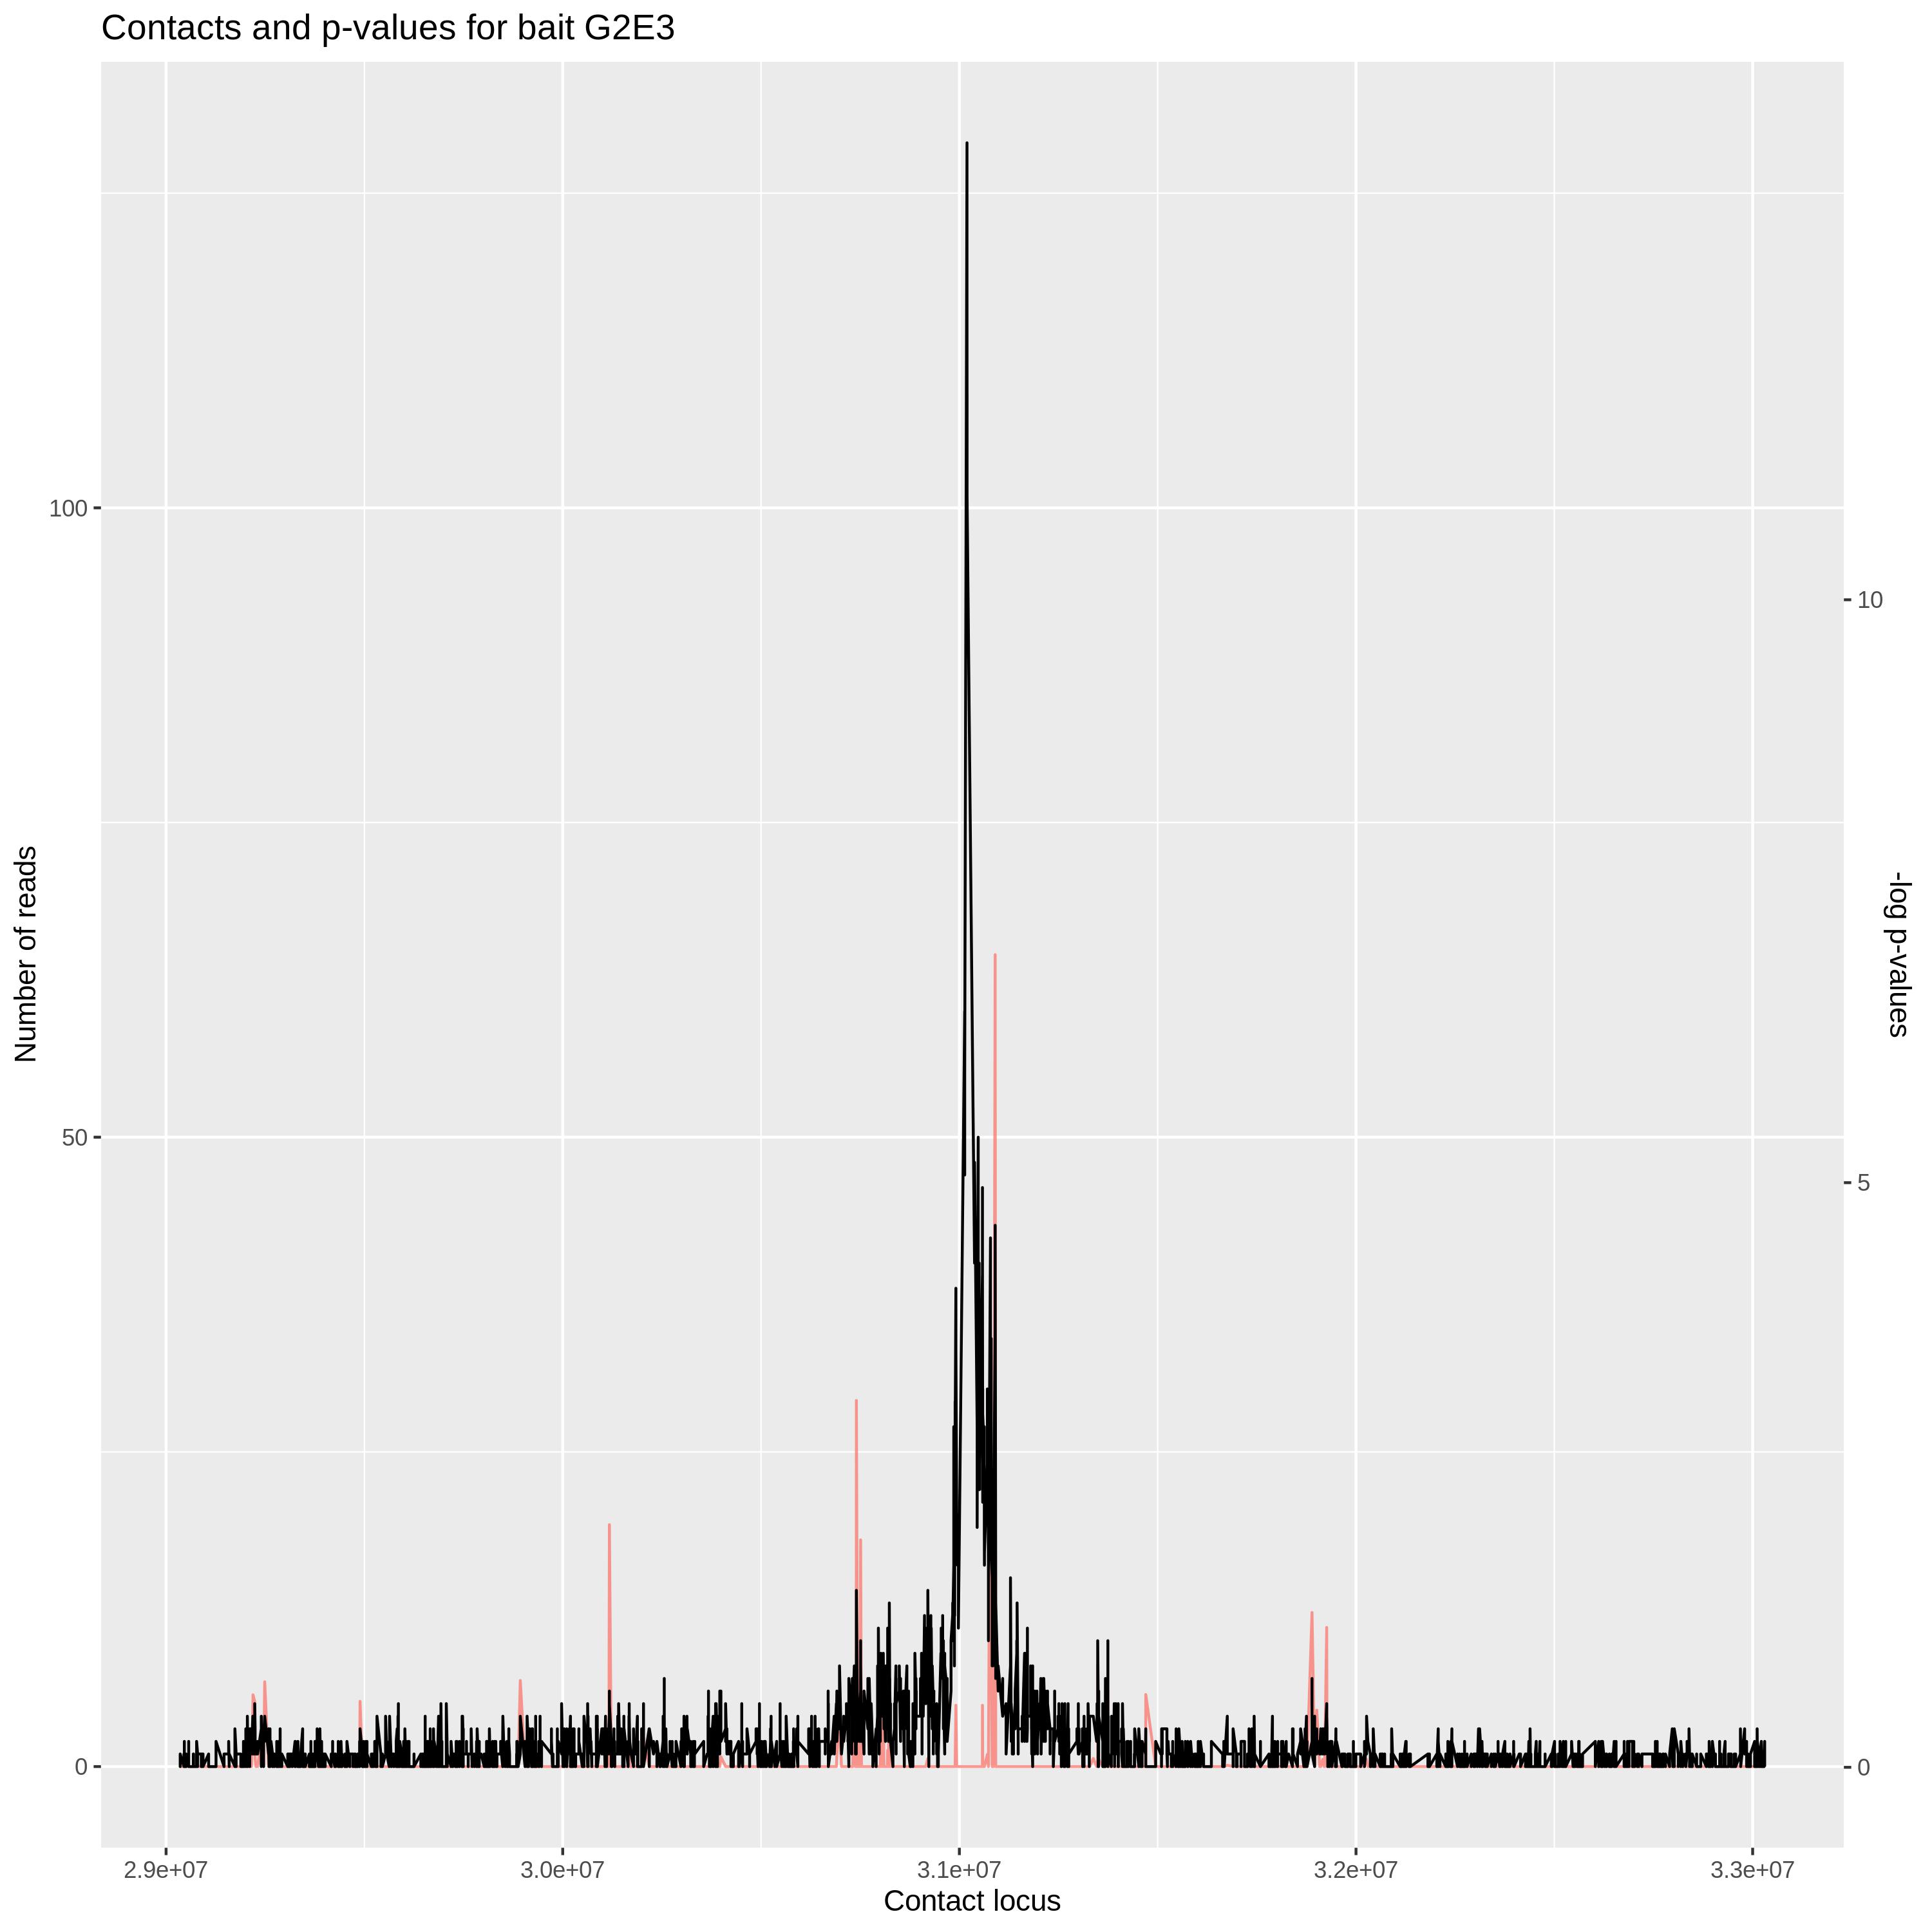 Contacts and p-values for bait G2E3
100
50
0
Number of reads
10
5
0
-log p-values
2.9e+07
3.0e+07
3.1e+07
3.2e+07
3.3e+07
Contact locus